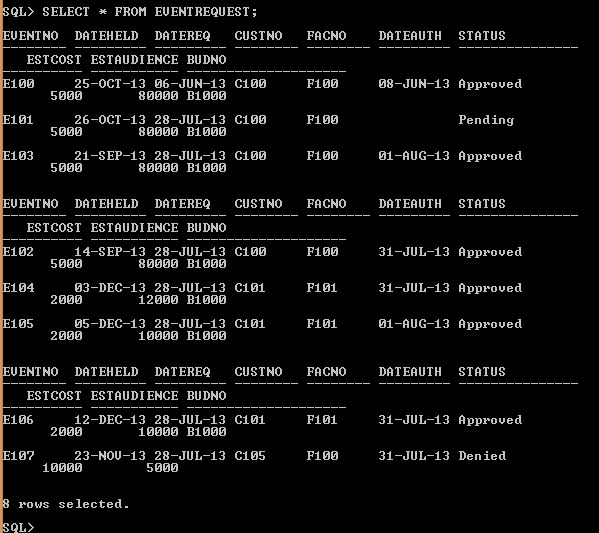 SQL> SELECT * FROM EVENTREQUEST;
EVENTNO DATEHELD DATEREQ CUSTNO FACNO DATEAUTH STATUS
ESTCOST ESTAUDIENCE BUDNO
E100 25-OCT-13 06-JUN-13 C100 F100 08-JUN-13 Approved
5000 80000 B1000
E101 26-OCT-13 28-JUL-13 C100 F100 Pending
5000 80000 B1000
E103 21-SEP-13 28-JUL-13 C100 F100 01-AUG-13 Approved
5000 80000 B1000
EVENTNO DATEHELD DATEREQ CUSTNO FACNO DATEAUTH STATUS
ESTCOST ESTAUDIENCE BUDNO
E102 14-SEP-13 28-JUL-13 C100 F100 31-JUL-13 Approved
5000 80000 B1000
E104 03-DEC-13 28-JUL-13 C101 F101 31-JUL-13 Approved
2000 12000 B1000
E105 05-DEC-13 28-JUL-13 C101 F101 01-AUG-13 Approved
2000 10000 B1000
EVENTNO DATEHELD DATEREQ CUSTNO FACNO DATEAUTH STATUS
ESTCOST ESTAUDIENCE BUDNO
E106 12-DEC-13 28-JUL-13 C101 F101 31-JUL-13 Approved
2000 10000 B1000
E107 23-NOV-13 28-JUL-13 C105 F100 31-JUL-13 Denied
10000 5000
8 rows selected.
SQL>